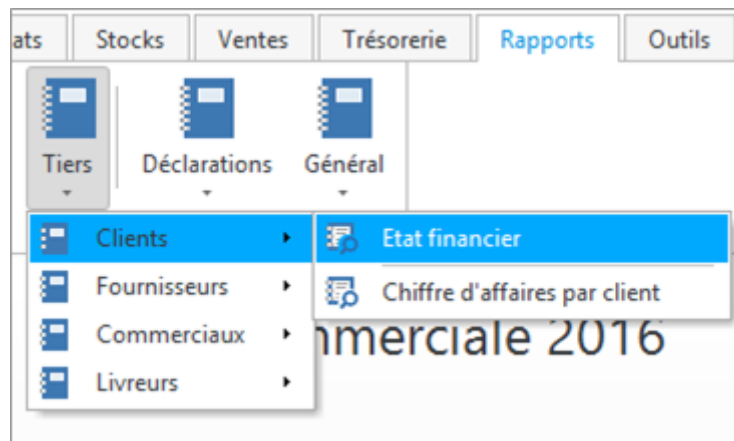 ats Stocks Ventes Trésorerie Rapports Outils
Tiers Déclarations Général
Clients Etat financier
Fournisseurs Chiffre d'affaires par client
Commerciaux mmerciale 2016
Livreurs